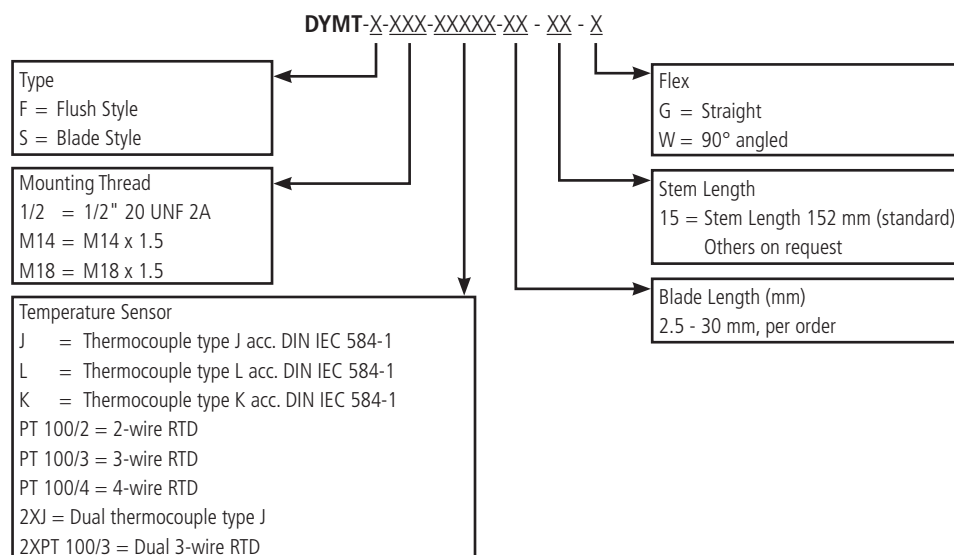 DYMT-X-XXX-XXXXX-XX - XX - X
Type
F = Flush Style
S = Blade Style
Mounting Thread
1/2 = 1/2" 20 UNF 2A
M14 = M14 x 1.5
M18 = M18 x 1.5
Temperature Sensor
J = Thermocouple type J acc. DIN IEC 584-1
L = Thermocouple type L acc. DIN IEC 584-1
K = Thermocouple type K acc. DIN IEC 584-1
PT 100/2 = 2-wire RTD
PT 100/3 = 3-wire RTD
PT 100/4 = 4-wire RTD
2XJ = Dual thermocouple type J
2XPT 100/3 = Dual 3-wire RTD
Flex
G = Straight
W = 90° angled
Stem Length
15 = Stem Length 152 mm (standard)
Others on request
Blade Length (mm)
2.5 - 30 mm, per order